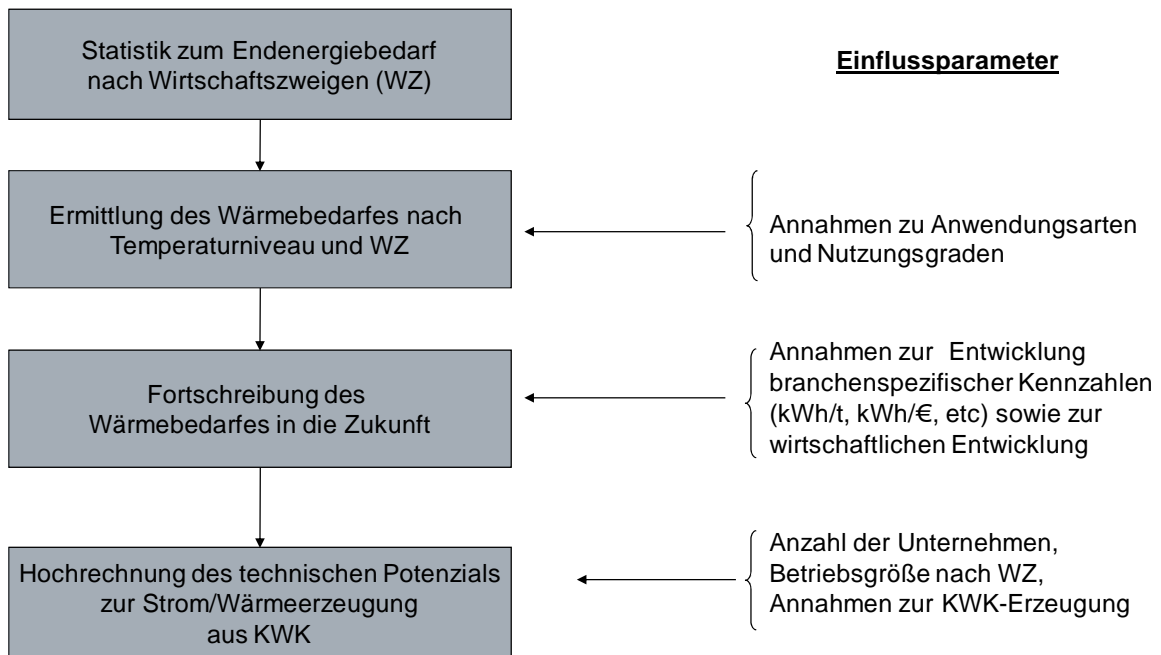 Statistik zum Endenergiebedarf
nach Wirtschaftszweigen (WZ)
Einflussparameter
Ermittlung des Wärmebedarfes nach
Temperaturniveau und WZ
Annahmen zu Anwendungsarten
und Nutzungsgraden
Fortschreibung des
Wärmebedarfes in die Zukunft
Annahmen zur Entwicklung
branchenspezifischer Kennzahlen
(kWh/t, kWh/€, etc) sowie zur
wirtschaftlichen Entwicklung
Hochrechnung des technischen Potenzials
zur Strom/Wärmeerzeugung
aus KWK
Anzahl der Unternehmen,
Betriebsgröße nach WZ,
Annahmen zur KWK-Erzeugung